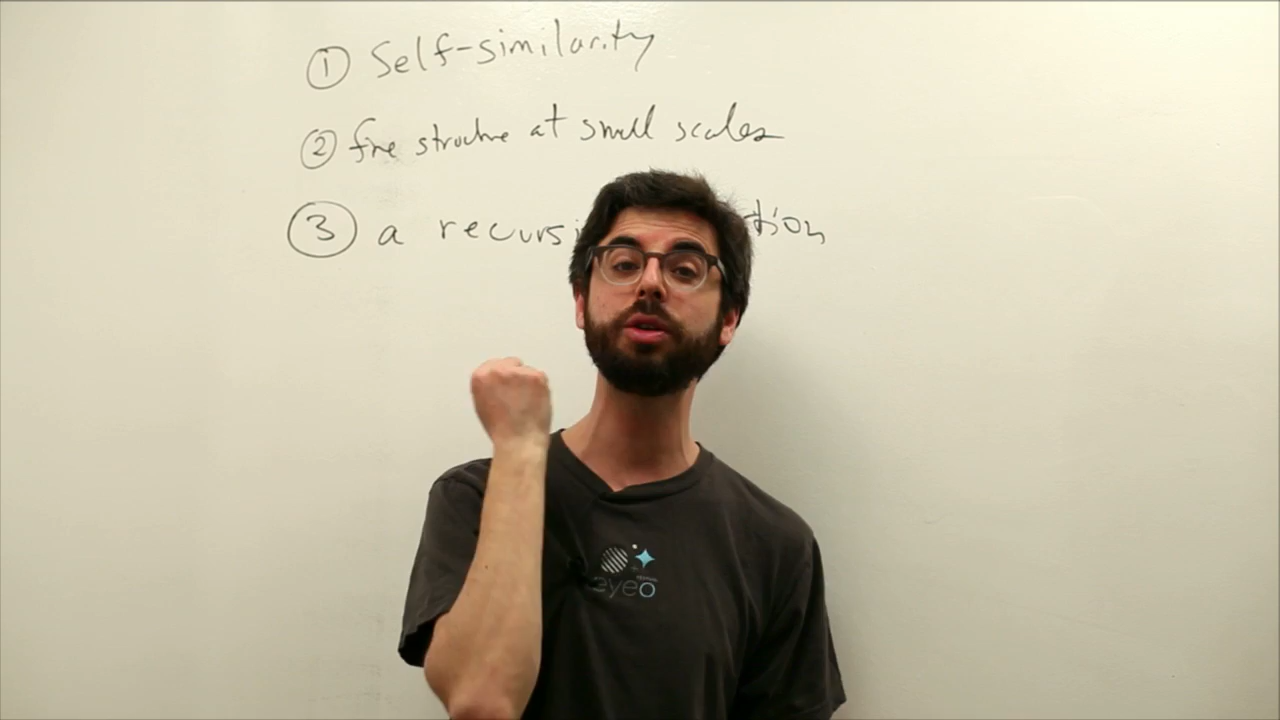 ① Self-similarity
② fine structure at small scales
③ a recursi tion
eyeo